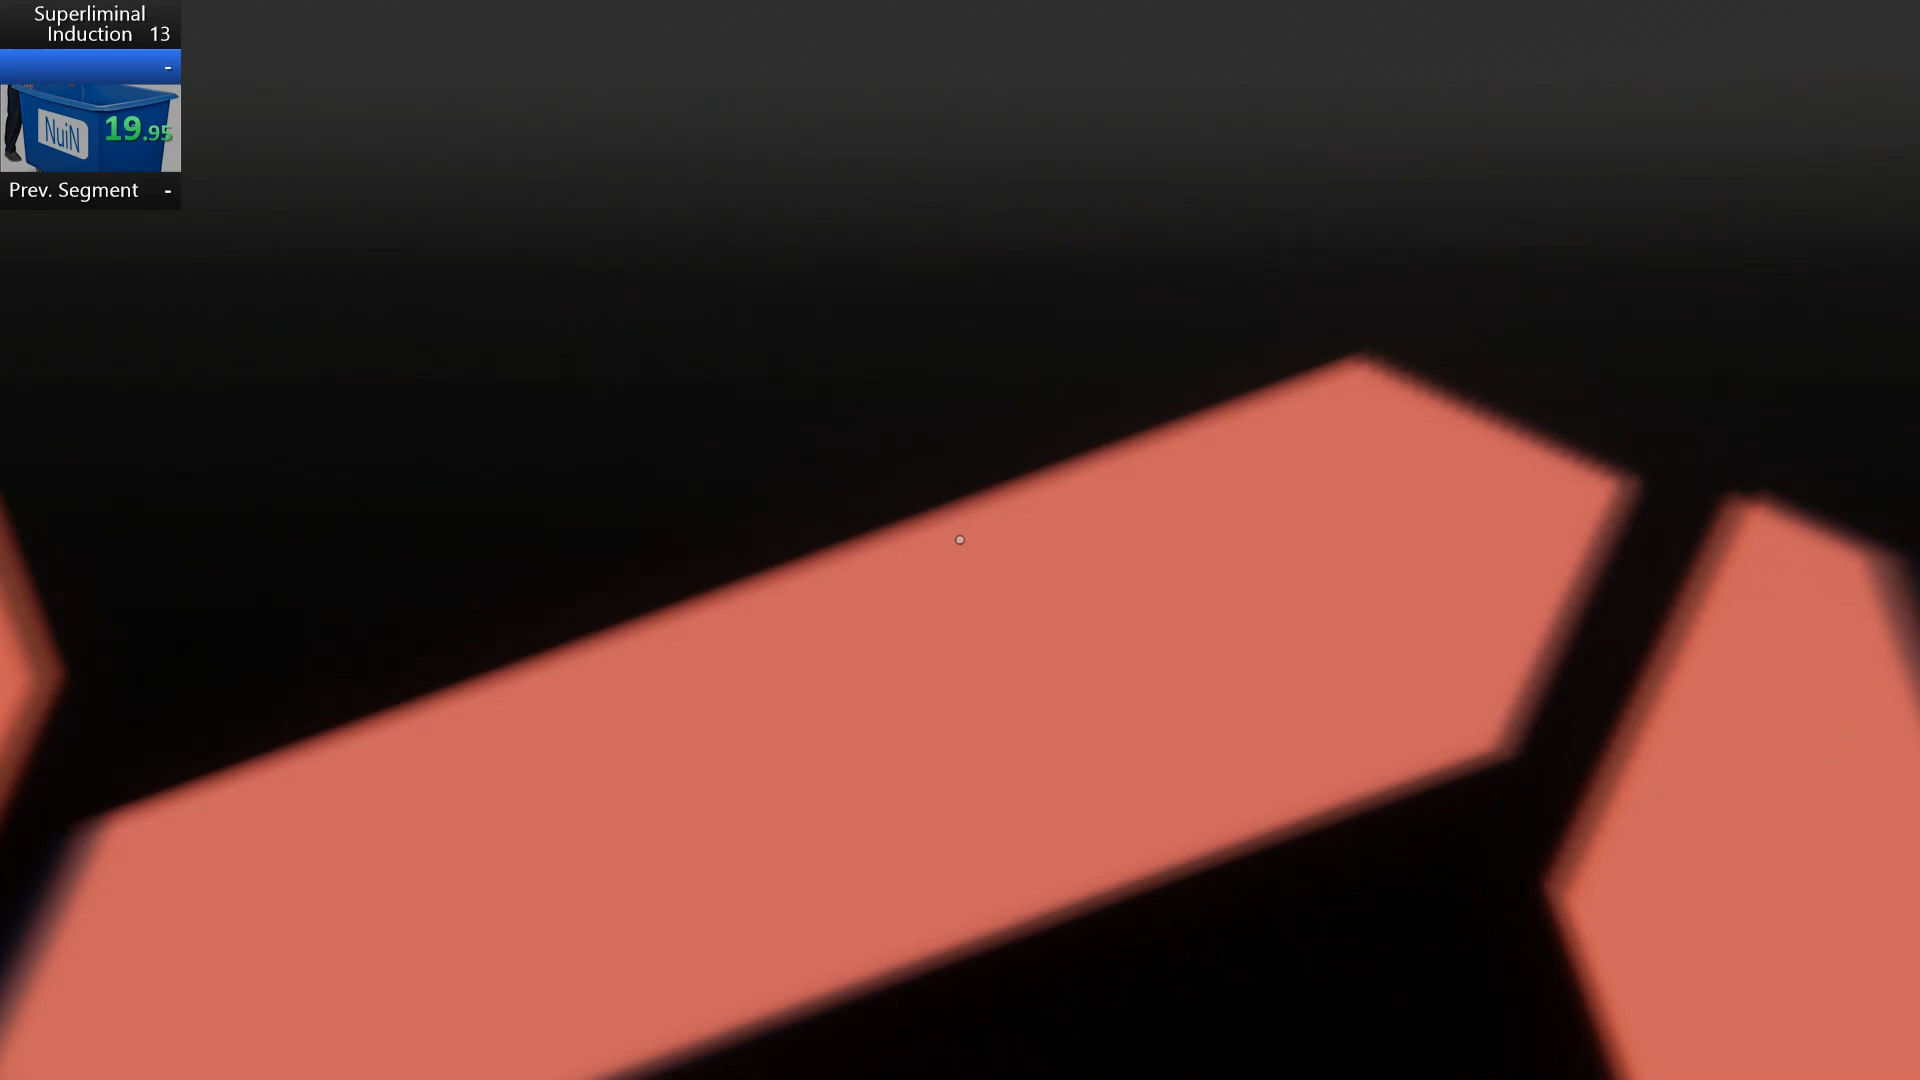 Superliminal
Induction 13
-
NuiN
19.95
Prev. Segment -